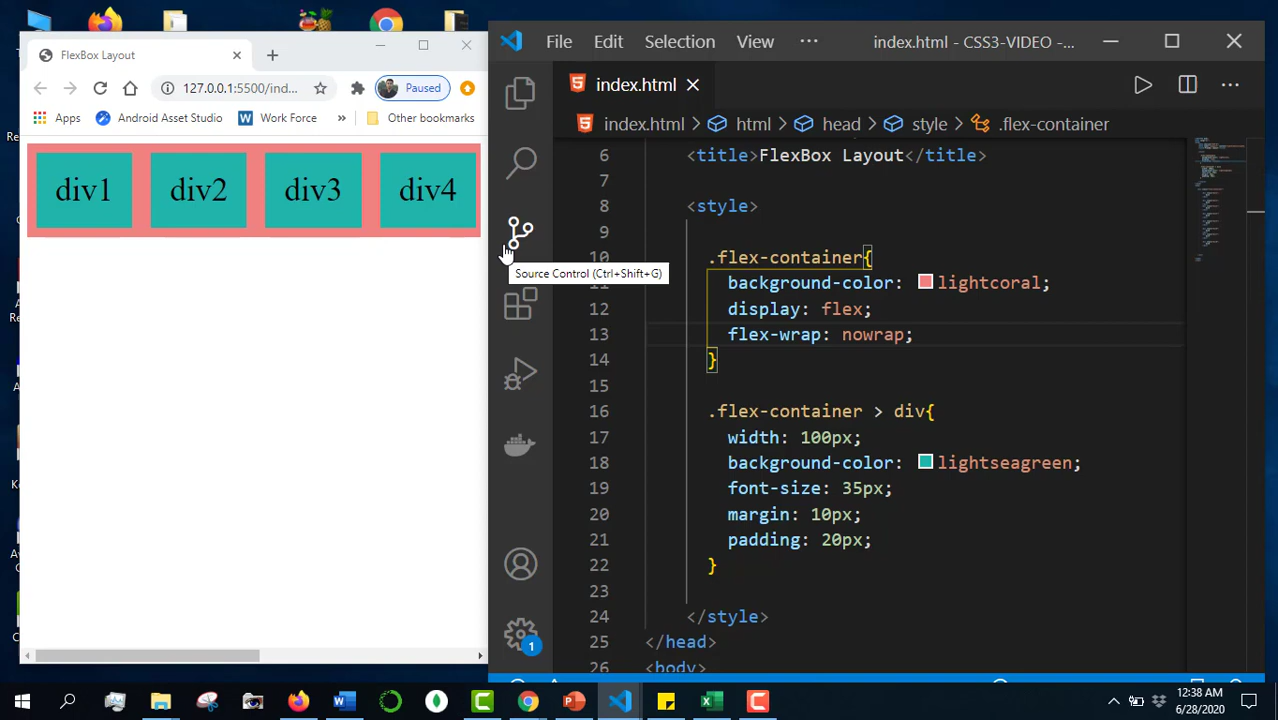 FlexBox Layout
127.0.0.1:5500/ind...
Paused
Apps
Android Asset Studio
Work Force
»
Other bookmarks
div1
div2
div3
div4
File Edit Selection View ···
index.html - CSS3-VIDEO -...
index.html
index.html > html > head > style > .flex-container
6 <title>FlexBox Layout</title>
7
8 <style>
9
10 .flex-container{
11 background-color: lightcoral;
12 display: flex;
13 flex-wrap: nowrap;
14 }
15
16 .flex-container > div{
17 width: 100px;
18 background-color: lightseagreen;
19 font-size: 35px;
20 margin: 10px;
21 padding: 20px;
22 }
23
24 </style>
25 </head>
26 <body>
Source Control (Ctrl+Shift+G)
1
12:38 AM
6/28/2020